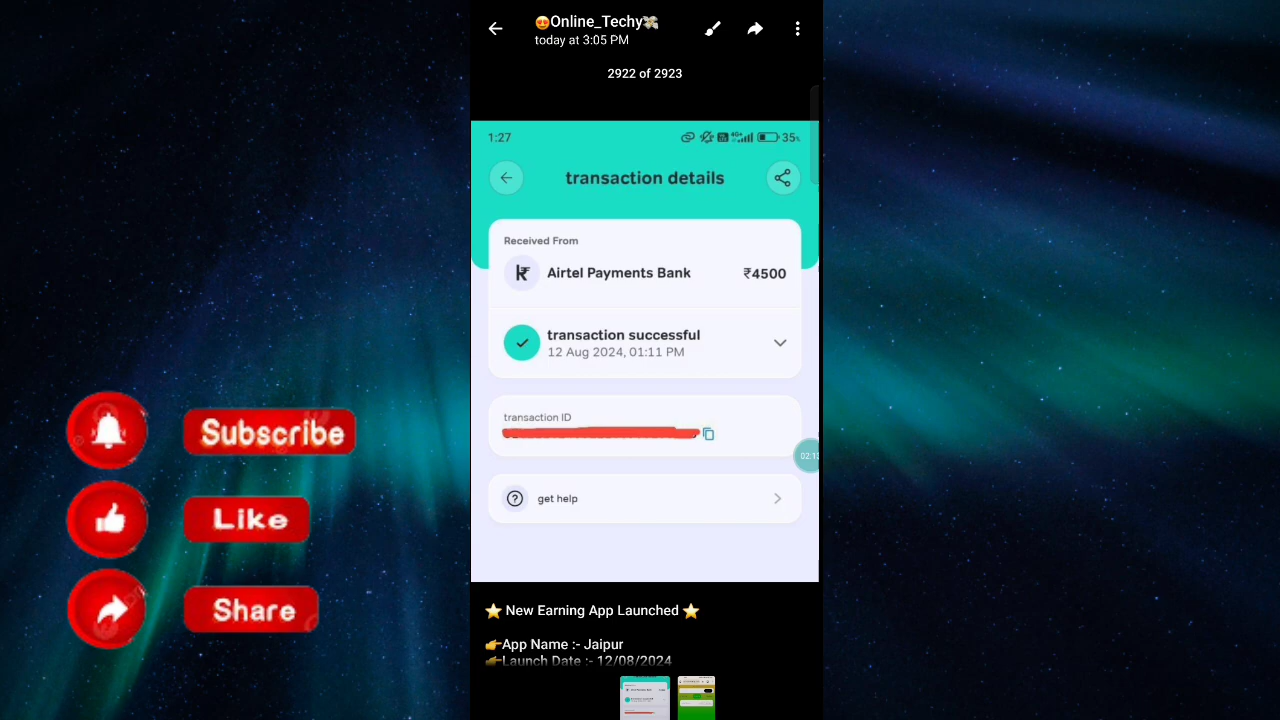 😍Online_Techy💸
today at 3:05 PM
2922 of 2923
1:27
35%
transaction details
Received From
Airtel Payments Bank
₹4500
transaction successful
12 Aug 2024, 01:11 PM
transaction ID
02:1
get help
⭐ New Earning App Launched ⭐
👉App Name :- Jaipur
👉Launch Date :- 12/08/2024
Subscribe
Like
Share